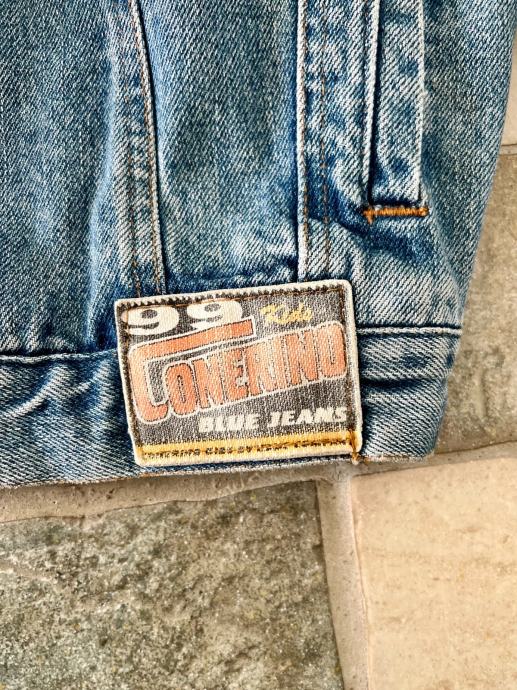 99 Kids
CONERINO
BLUE JEANS